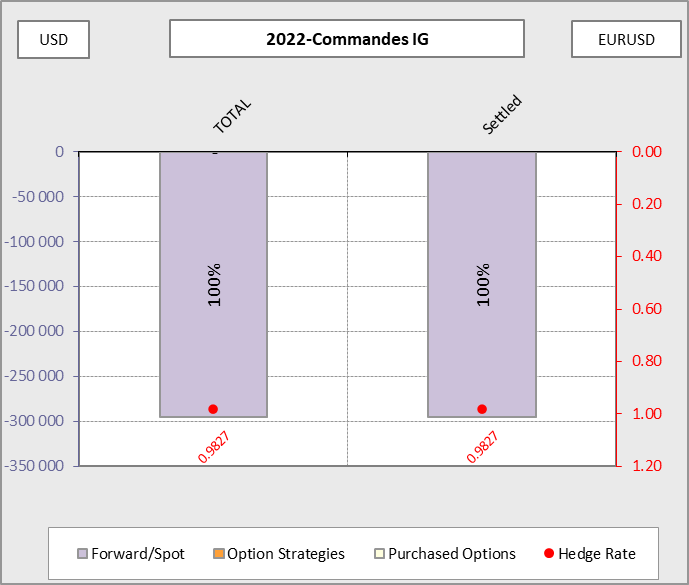 USD
2022-Commandes IG
EURUSD
TOTAL
Settled
0
-50 000
-100 000
-150 000
-200 000
-250 000
-300 000
-350 000
100%
100%
0.9827
0.9827
0.00
0.20
0.40
0.60
0.80
1.00
1.20
Forward/Spot
Option Strategies
Purchased Options
Hedge Rate